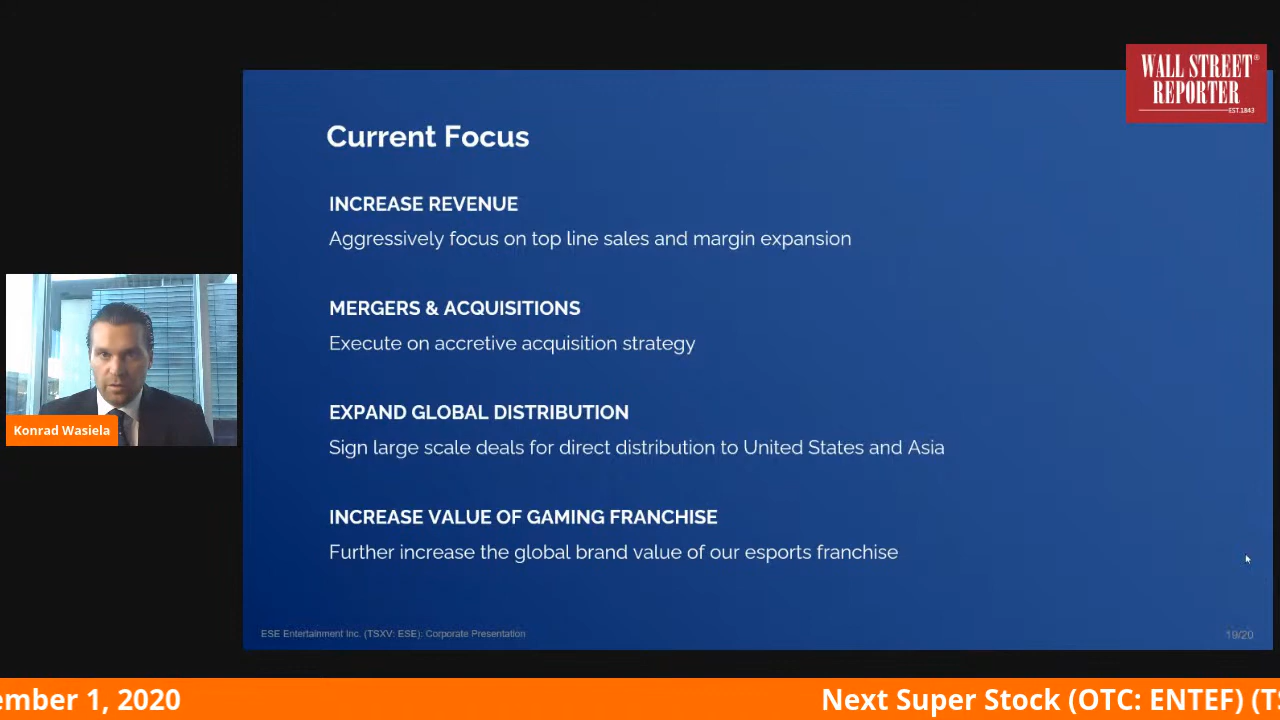 WALL STREET
REPORTER
EST.1843
Current Focus
INCREASE REVENUE
Aggressively focus on top line sales and margin expansion
MERGERS & ACQUISITIONS
Execute on accretive acquisition strategy
EXPAND GLOBAL DISTRIBUTION
Sign large scale deals for direct distribution to United States and Asia
INCREASE VALUE OF GAMING FRANCHISE
Further increase the global brand value of our esports franchise
Konrad Wasiela
ESE Entertainment Inc. (TSXV: ESE): Corporate Presentation
19/20
ember 1, 2020
Next Super Stock (OTC: ENTEF) (TS